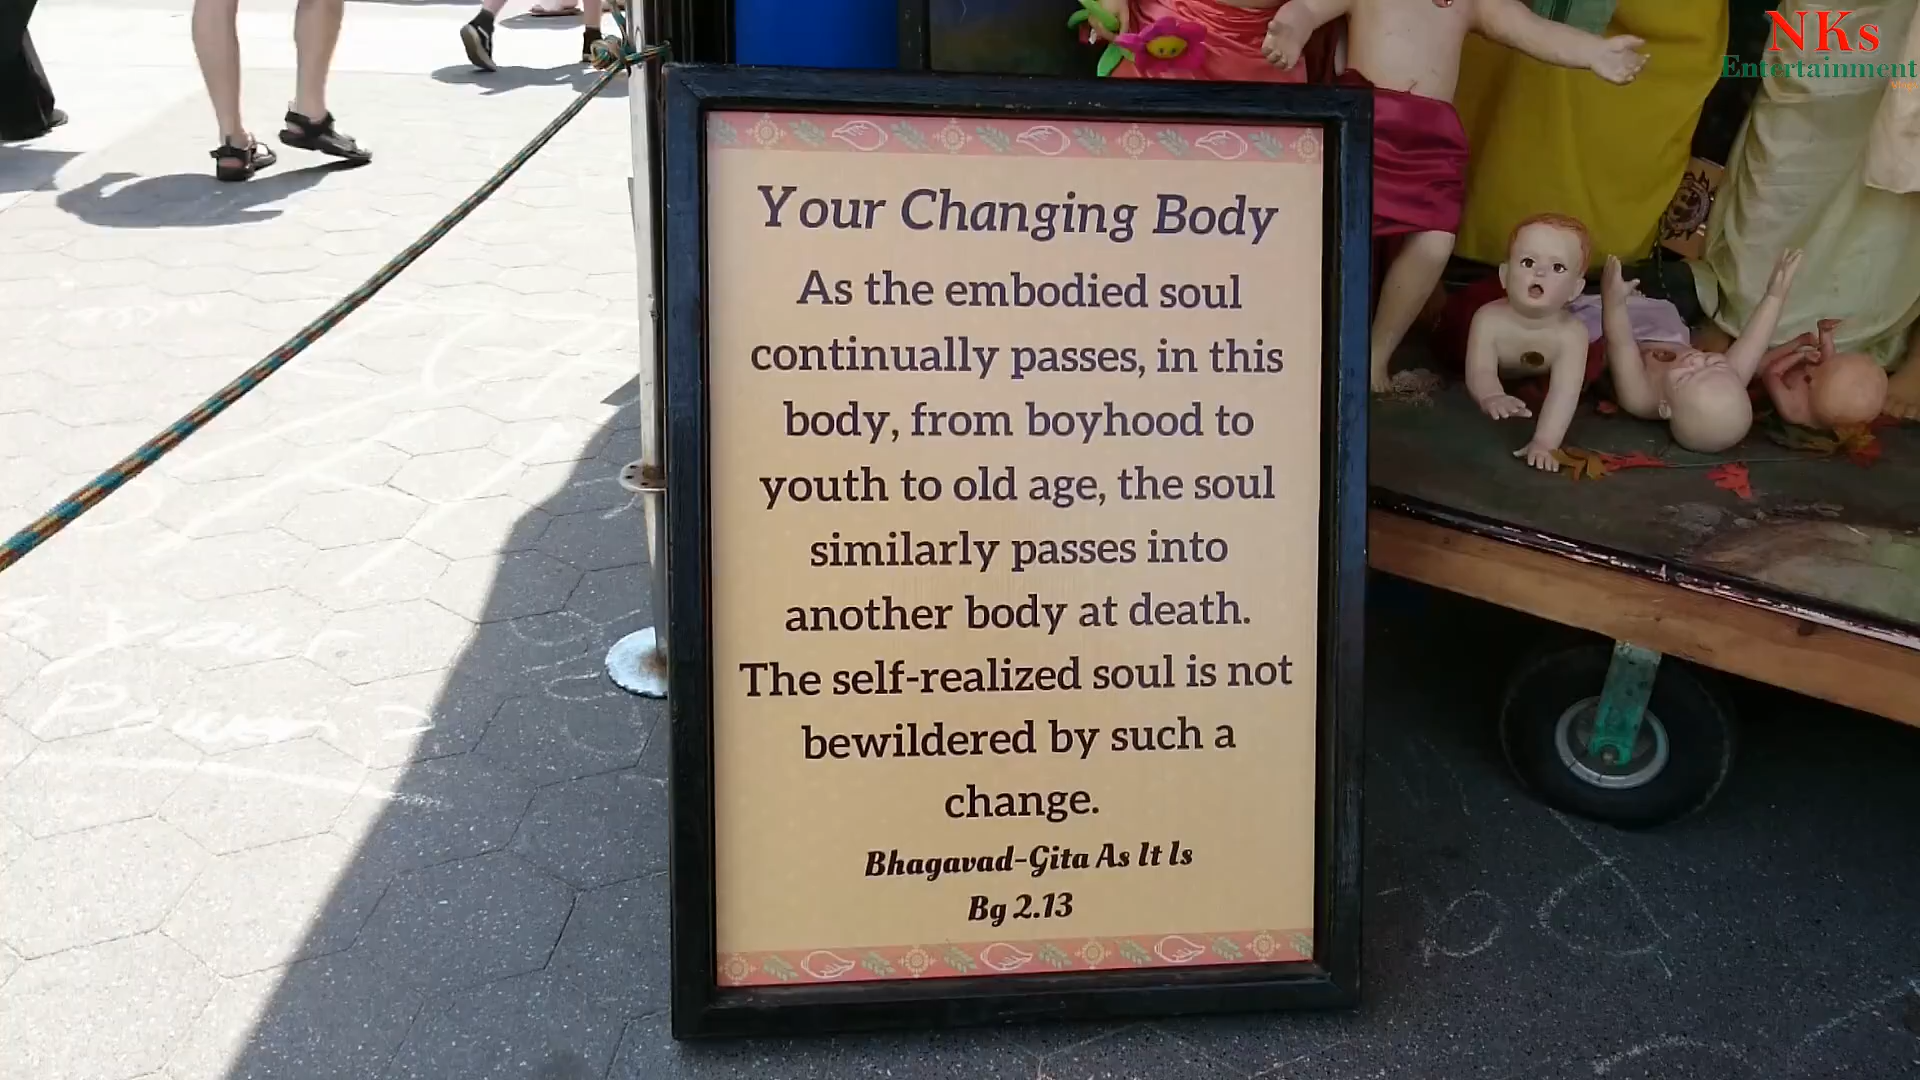 NKs
Entertainment
Vlogs
Your Changing Body
As the embodied soul
continually passes, in this
body, from boyhood to
youth to old age, the soul
similarly passes into
another body at death.
The self-realized soul is not
bewildered by such a
change.
Bhagavad-Gita As It Is
Bg 2.13